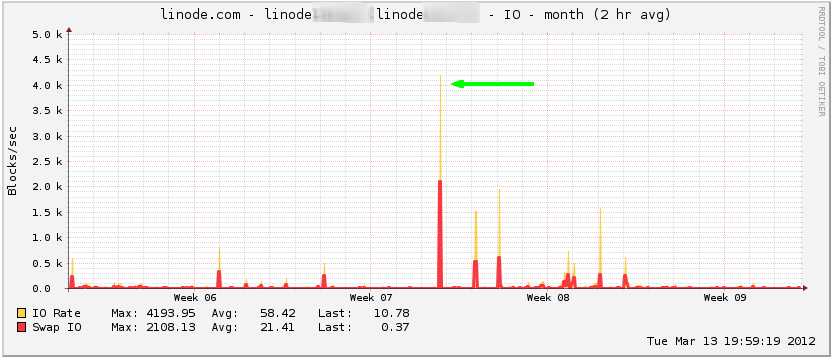 linode.com - linode linode - IO - month (2 hr avg)
RRDTOOL / TOBI OETIKER
Blocks/sec
5.0 k
4.5 k
4.0 k
3.5 k
3.0 k
2.5 k
2.0 k
1.5 k
1.0 k
0.5 k
0.0
Week 06 Week 07 Week 08 Week 09
IO Rate Max: 4193.95 Avg: 58.42 Last: 10.78
Swap IO Max: 2108.13 Avg: 21.41 Last: 0.37
Tue Mar 13 19:59:19 2012